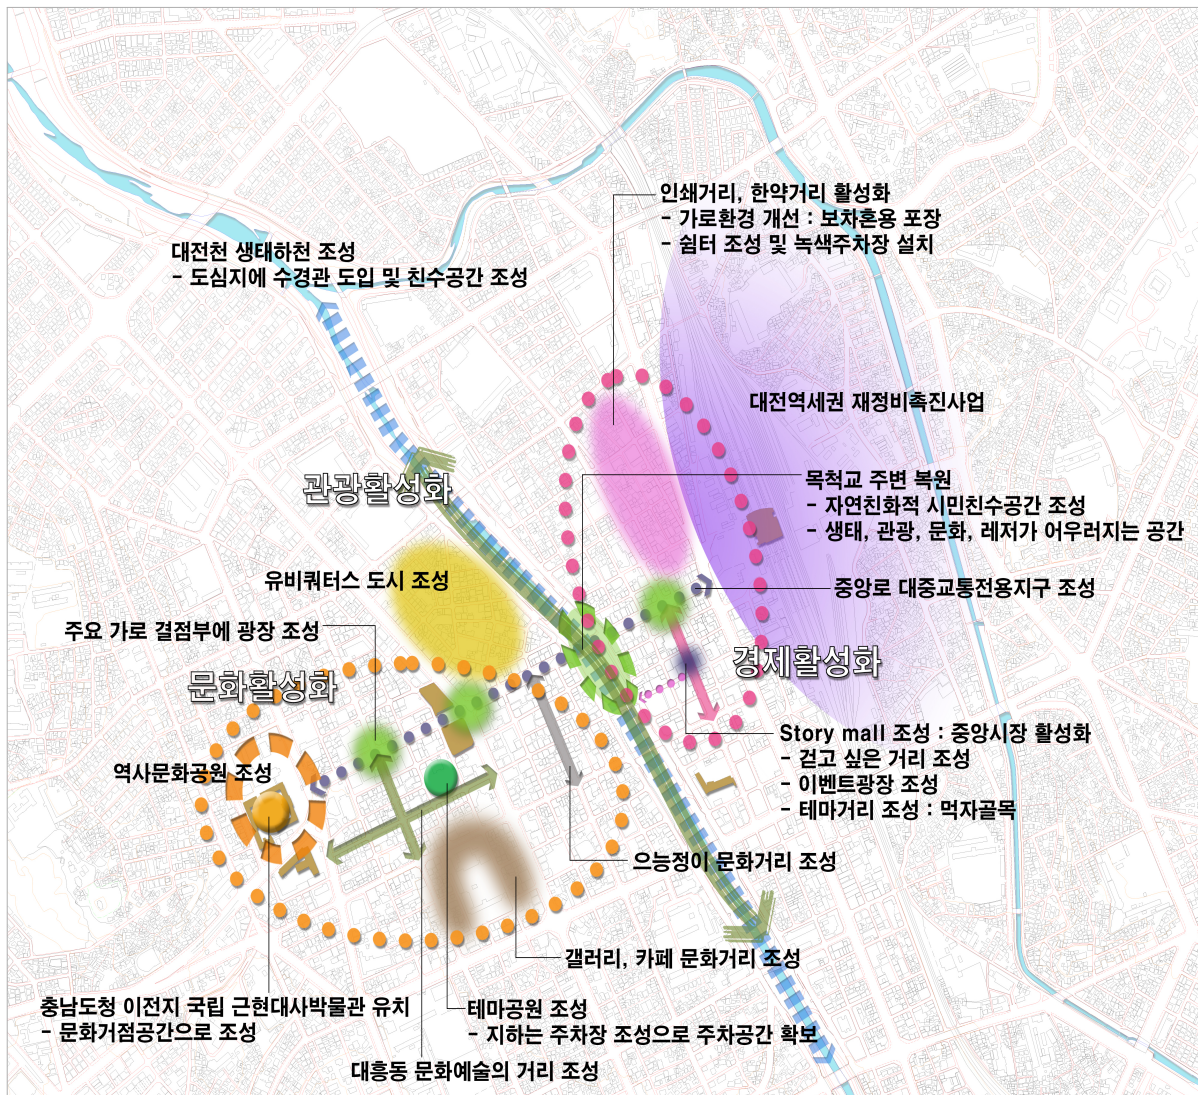 인쇄거리, 한약거리 활성화
- 가로환경 개선 : 보차혼용 포장
- 쉼터 조성 및 녹색주차장 설치
대전천 생태하천 조성
- 도심지에 수경관 도입 및 친수공간 조성
대전역세권 재정비촉진사업
관광활성화
목척교 주변 복원
- 자연친화적 시민친수공간 조성
- 생태, 관광, 문화, 레저가 어우러지는 공간
유비쿼터스 도시 조성
중앙로 대중교통전용지구 조성
주요 가로 결점부에 광장 조성
경제활성화
문화활성화
Story mall 조성 : 중앙시장 활성화
- 걷고 싶은 거리 조성
- 이벤트광장 조성
- 테마거리 조성 : 먹자골목
역사문화공원 조성
으능정이 문화거리 조성
갤러리, 카페 문화거리 조성
충남도청 이전지 국립 근현대사박물관 유치
- 문화거점공간으로 조성
테마공원 조성
- 지하는 주차장 조성으로 주차공간 확보
대흥동 문화예술의 거리 조성